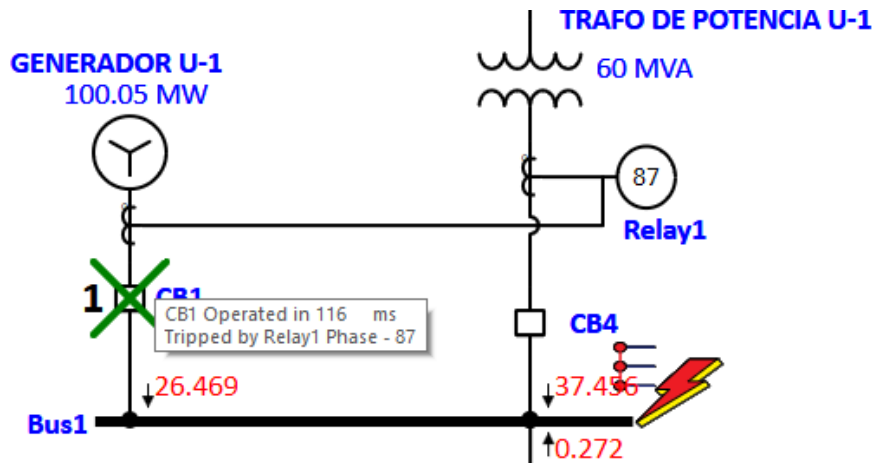 TRAFO DE POTENCIA U-1
60 MVA
GENERADOR U-1
100.05 MW
87
Relay1
1
CB1
CB1 Operated in 116 ms
Tripped by Relay1 Phase - 87
CB4
26.469
37.456
Bus1
0.272